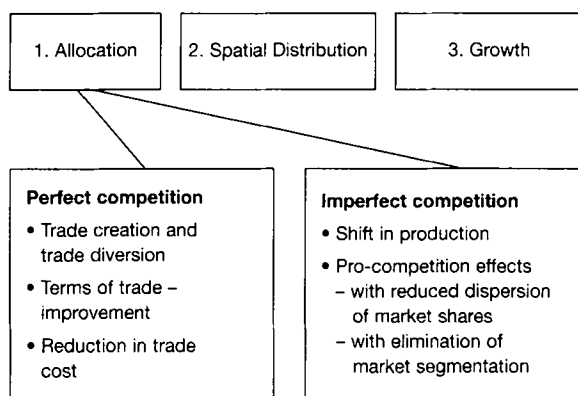 1. Allocation
2. Spatial Distribution
3. Growth
Perfect competition
• Trade creation and
trade diversion
• Terms of trade –
improvement
• Reduction in trade
cost
Imperfect competition
• Shift in production
• Pro-competition effects
– with reduced dispersion
of market shares
– with elimination of
market segmentation